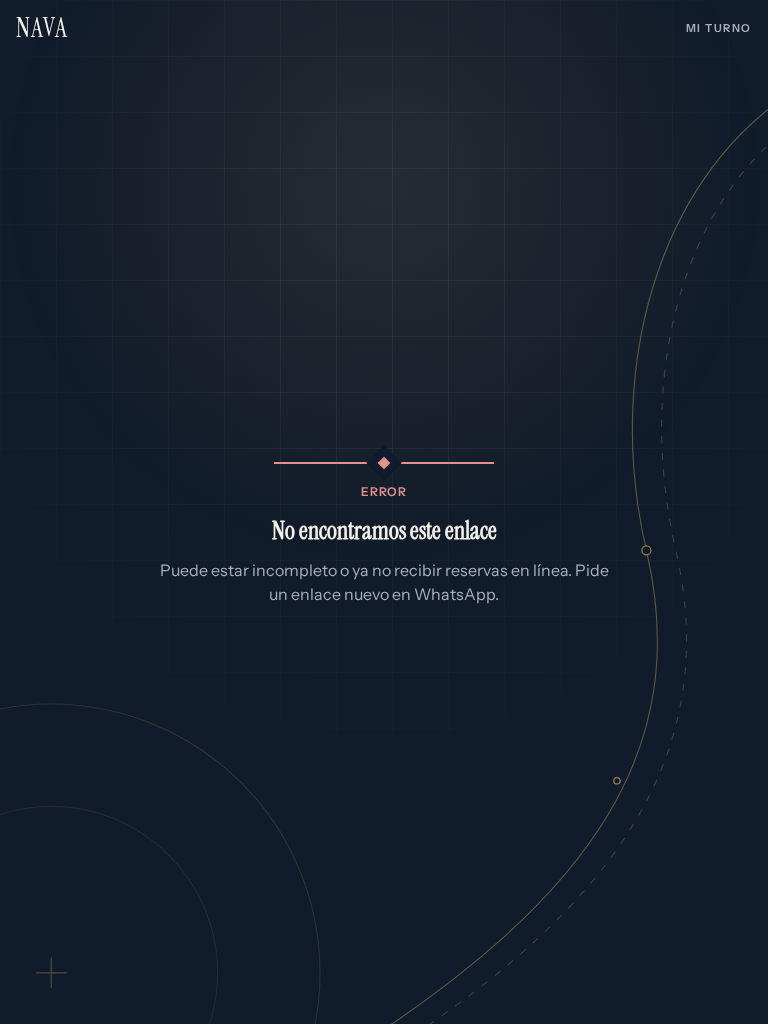 NAVA
MI TURNO
ERROR
No encontramos este enlace
Puede estar incompleto o ya no recibir reservas en línea. Pide
un enlace nuevo en WhatsApp.